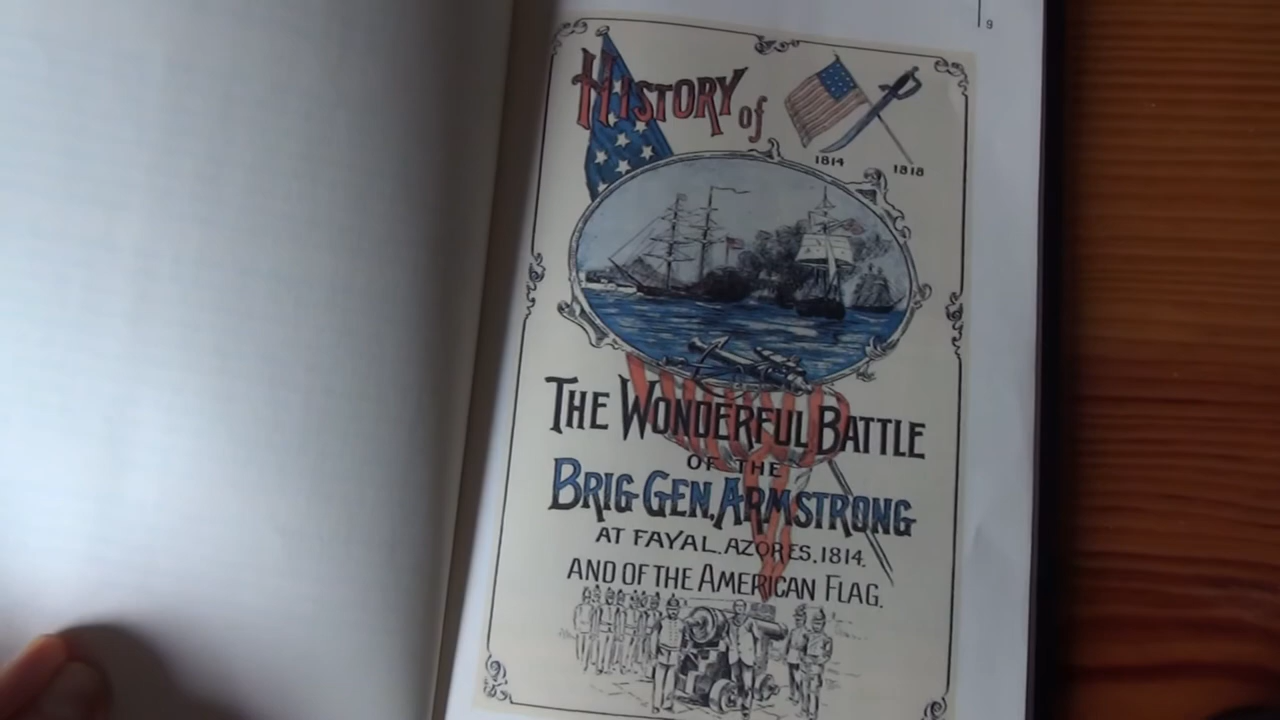 9
HISTORY of
1814
1818
THE WONDERFUL BATTLE
OF THE
BRIG GEN. ARMSTRONG
AT FAYAL. AZORES. 1814.
AND OF THE AMERICAN FLAG.